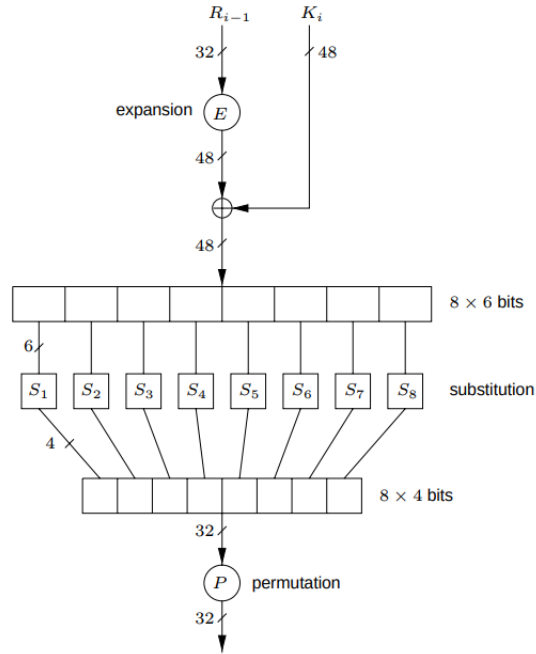 R_{i−1} K_i
32 48
expansion E
48
48
8 × 6 bits
6
S_1 S_2 S_3 S_4 S_5 S_6 S_7 S_8 substitution
4
8 × 4 bits
32
P permutation
32